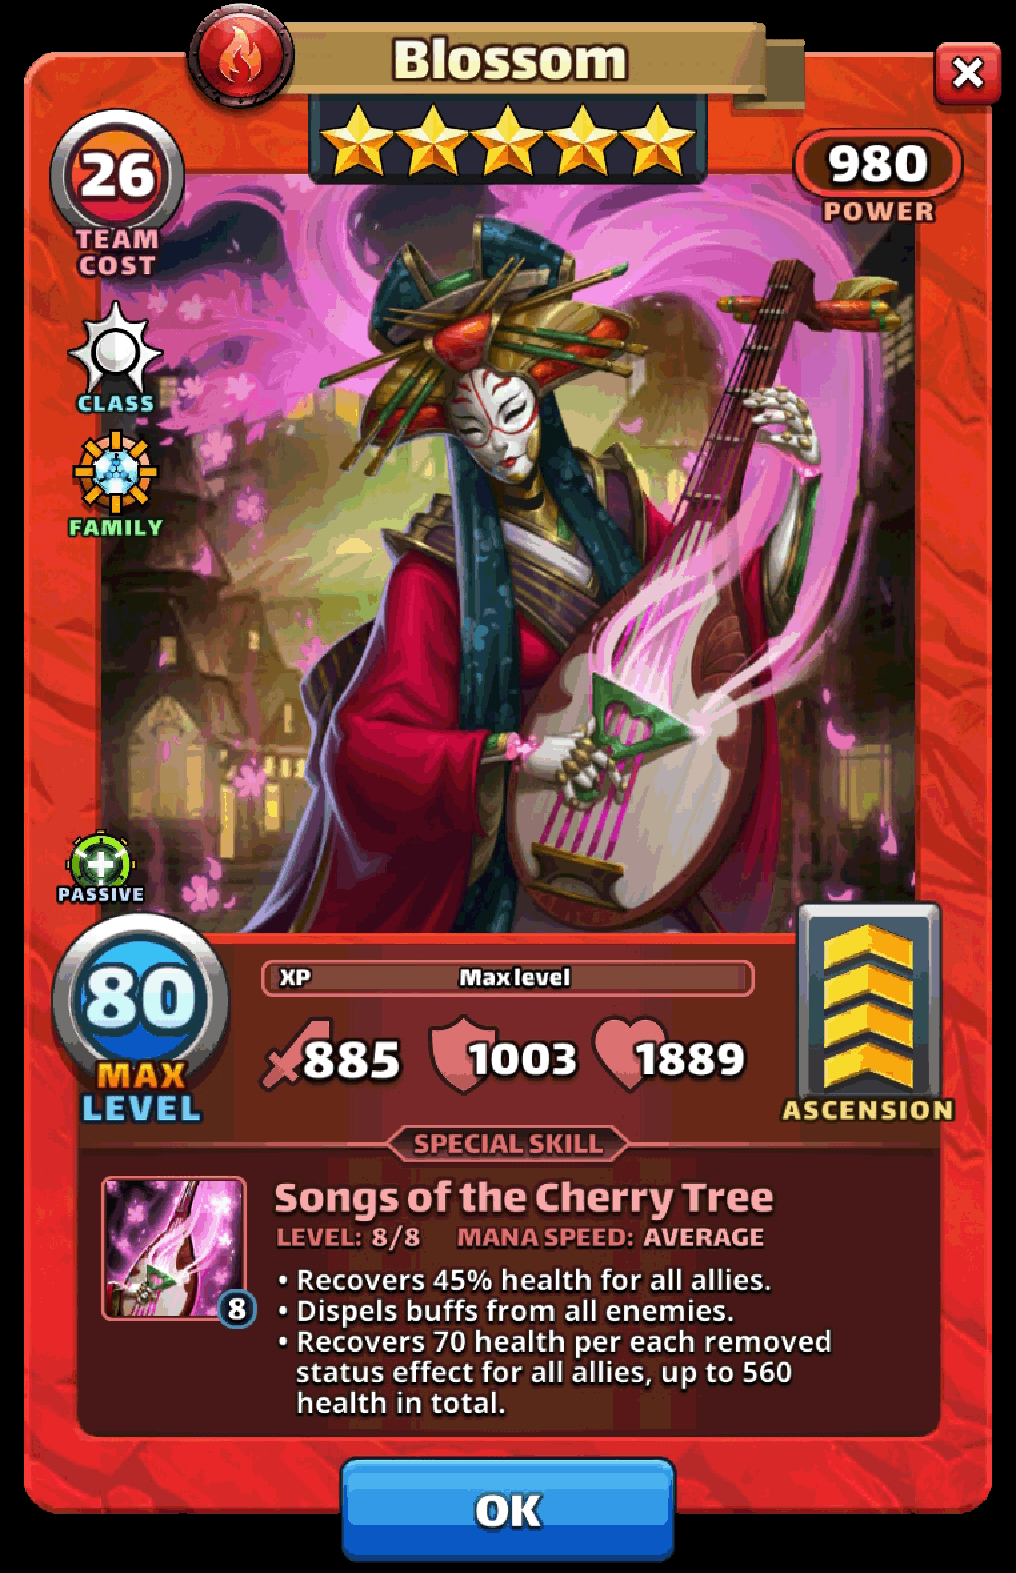 Blossom
26
TEAM
COST
980
POWER
CLASS
FAMILY
PASSIVE
80
MAX
LEVEL
XP Max level
885 1003 1889
ASCENSION
SPECIAL SKILL
Songs of the Cherry Tree
LEVEL: 8/8 MANA SPEED: AVERAGE
8
• Recovers 45% health for all allies.
• Dispels buffs from all enemies.
• Recovers 70 health per each removed
status effect for all allies, up to 560
health in total.
OK